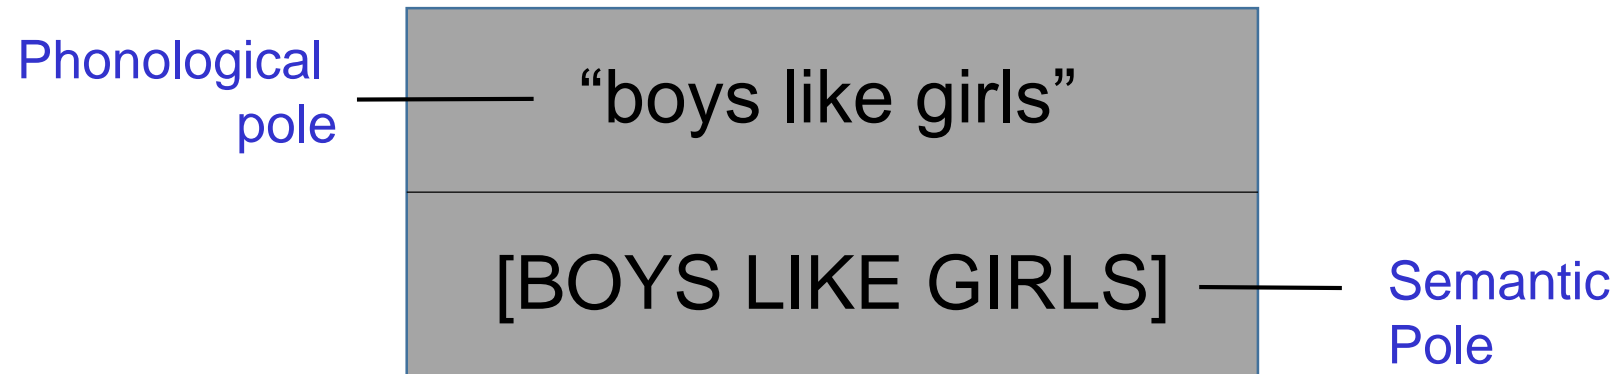 Phonological
pole
“boys like girls”
[BOYS LIKE GIRLS]
Semantic
Pole